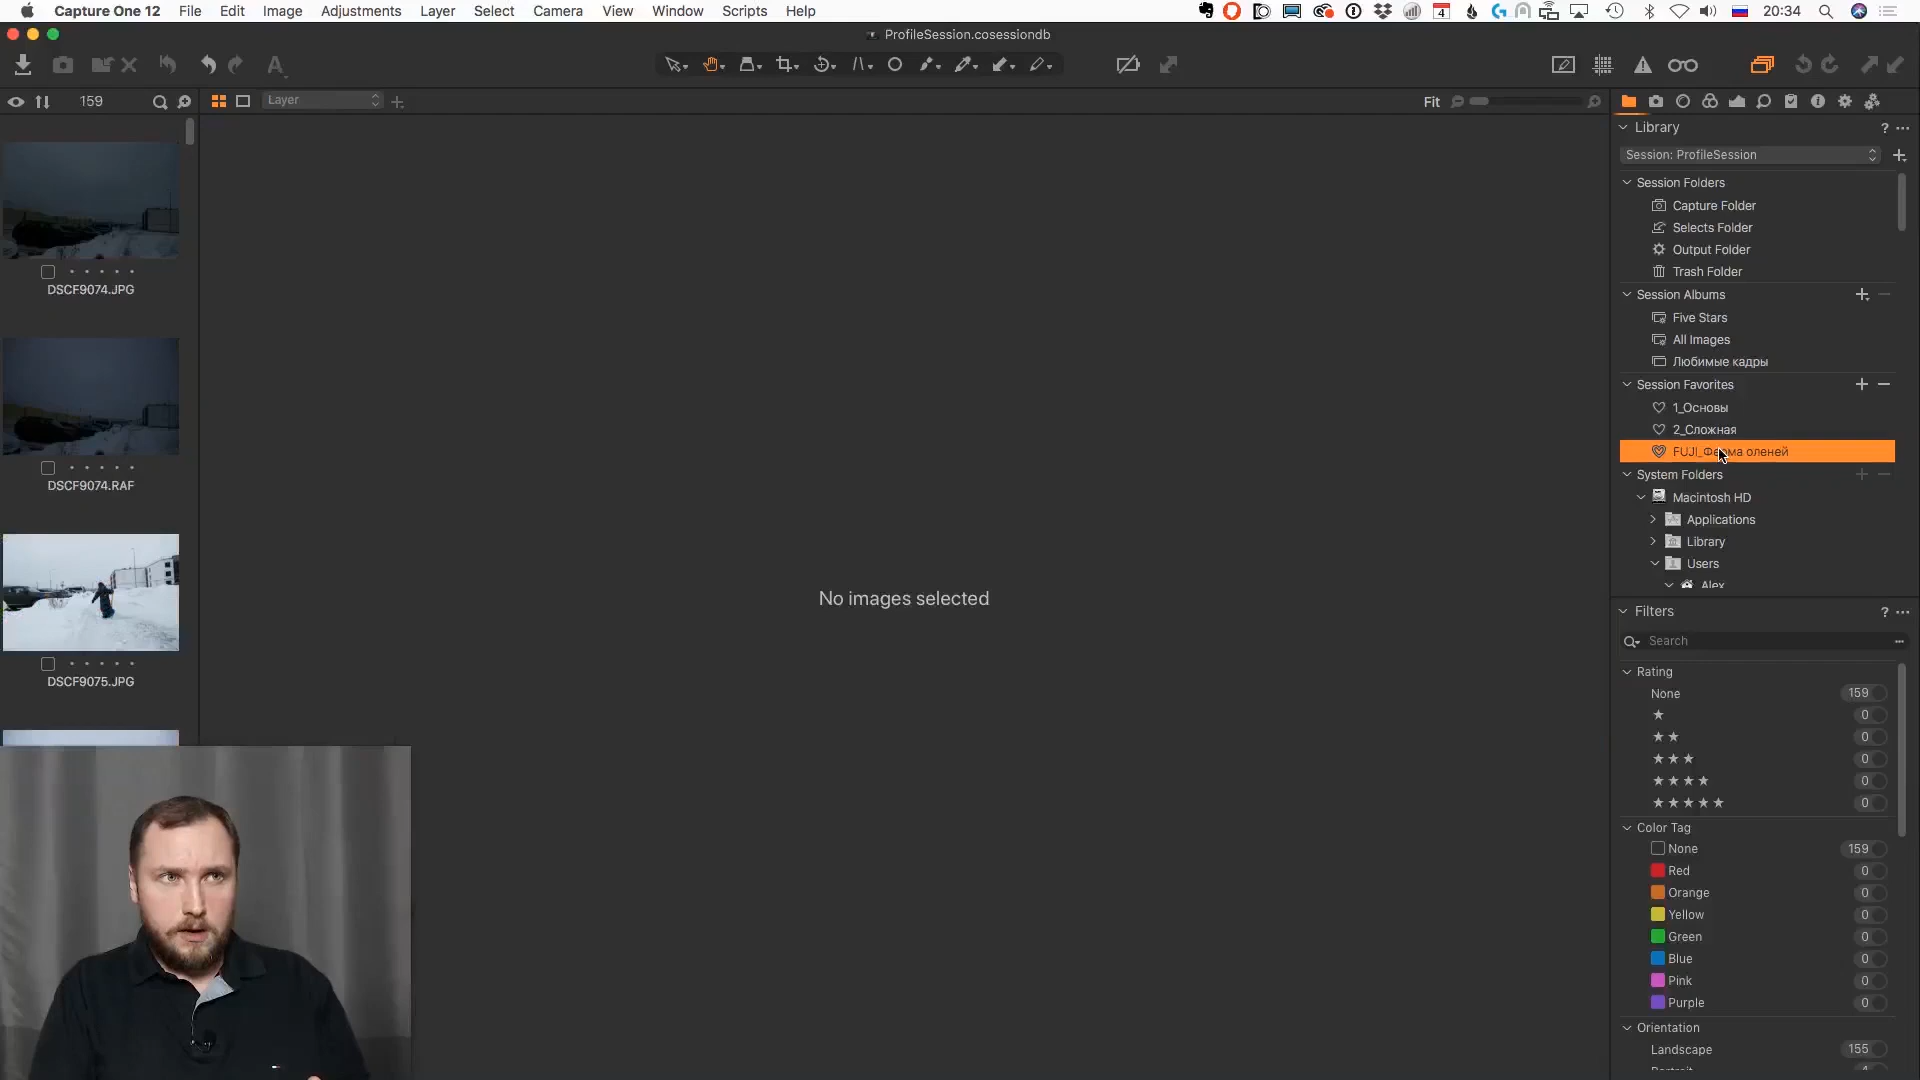 Capture One 12 File Edit Image Adjustments Layer Select Camera View Window Scripts Help 4 20:34
ProfileSession.cosessiondb
A
159 Layer Fit
DSCF9074.JPG
DSCF9074.RAF
DSCF9075.JPG
No images selected
Library ?
Session: ProfileSession
Session Folders
Capture Folder
Selects Folder
Output Folder
Trash Folder
Session Albums
Five Stars
All Images
Любимые кадры
Session Favorites
1_Основы
2_Сложная
FUJI_Ферма оленей
System Folders
Macintosh HD
Applications
Library
Users
Alex
Filters ?
Search
Rating
None 159
0
0
0
0
0
Color Tag
None 159
Red 0
Orange 0
Yellow 0
Green 0
Blue 0
Pink 0
Purple 0
Orientation
Landscape 155